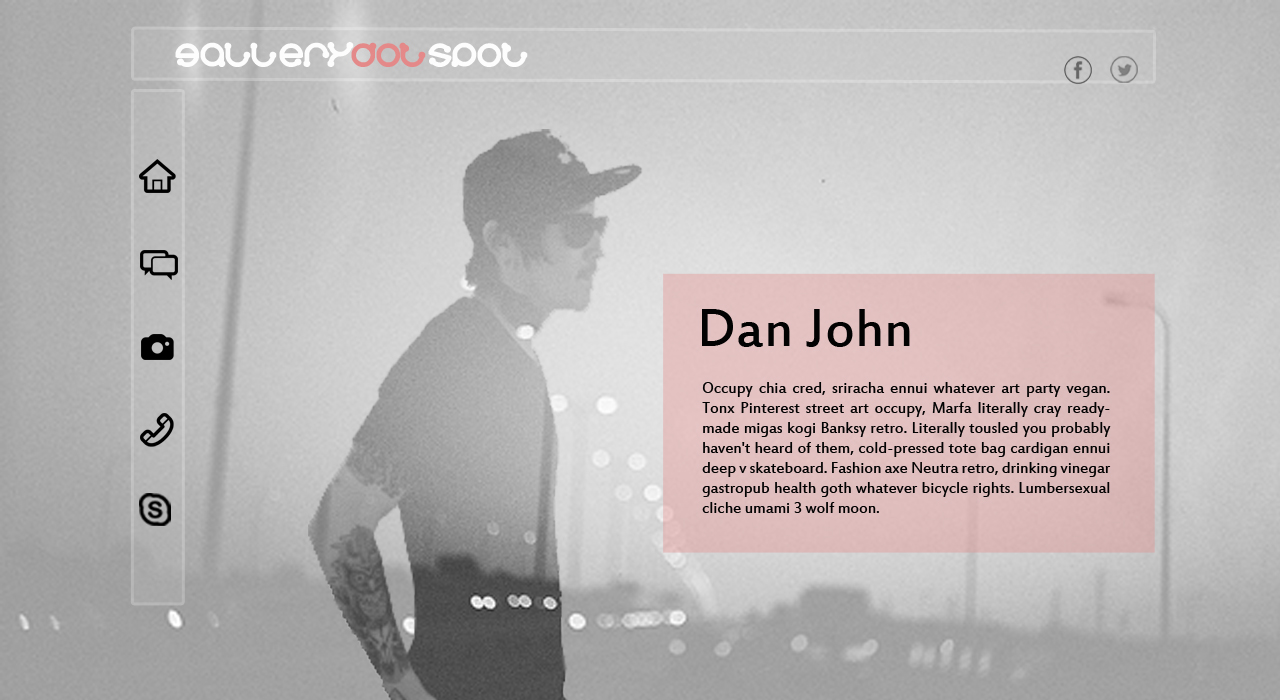 gallerydotspot
Dan John
Occupy chia cred, sriracha ennui whatever art party vegan.
Tonx Pinterest street art occupy, Marfa literally cray ready-
made migas kogi Banksy retro. Literally tousled you probably
haven't heard of them, cold-pressed tote bag cardigan ennui
deep v skateboard. Fashion axe Neutra retro, drinking vinegar
gastropub health goth whatever bicycle rights. Lumbersexual
cliche umami 3 wolf moon.